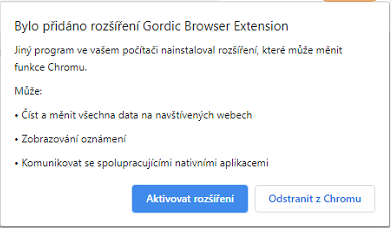 Bylo přidáno rozšíření Gordic Browser Extension
Jiný program ve vašem počítači nainstaloval rozšíření, které může měnit
funkce Chromu.
Může:
• Číst a měnit všechna data na navštívených webech
• Zobrazování oznámení
• Komunikovat se spolupracujícími nativními aplikacemi
Aktivovat rozšíření
Odstranit z Chromu